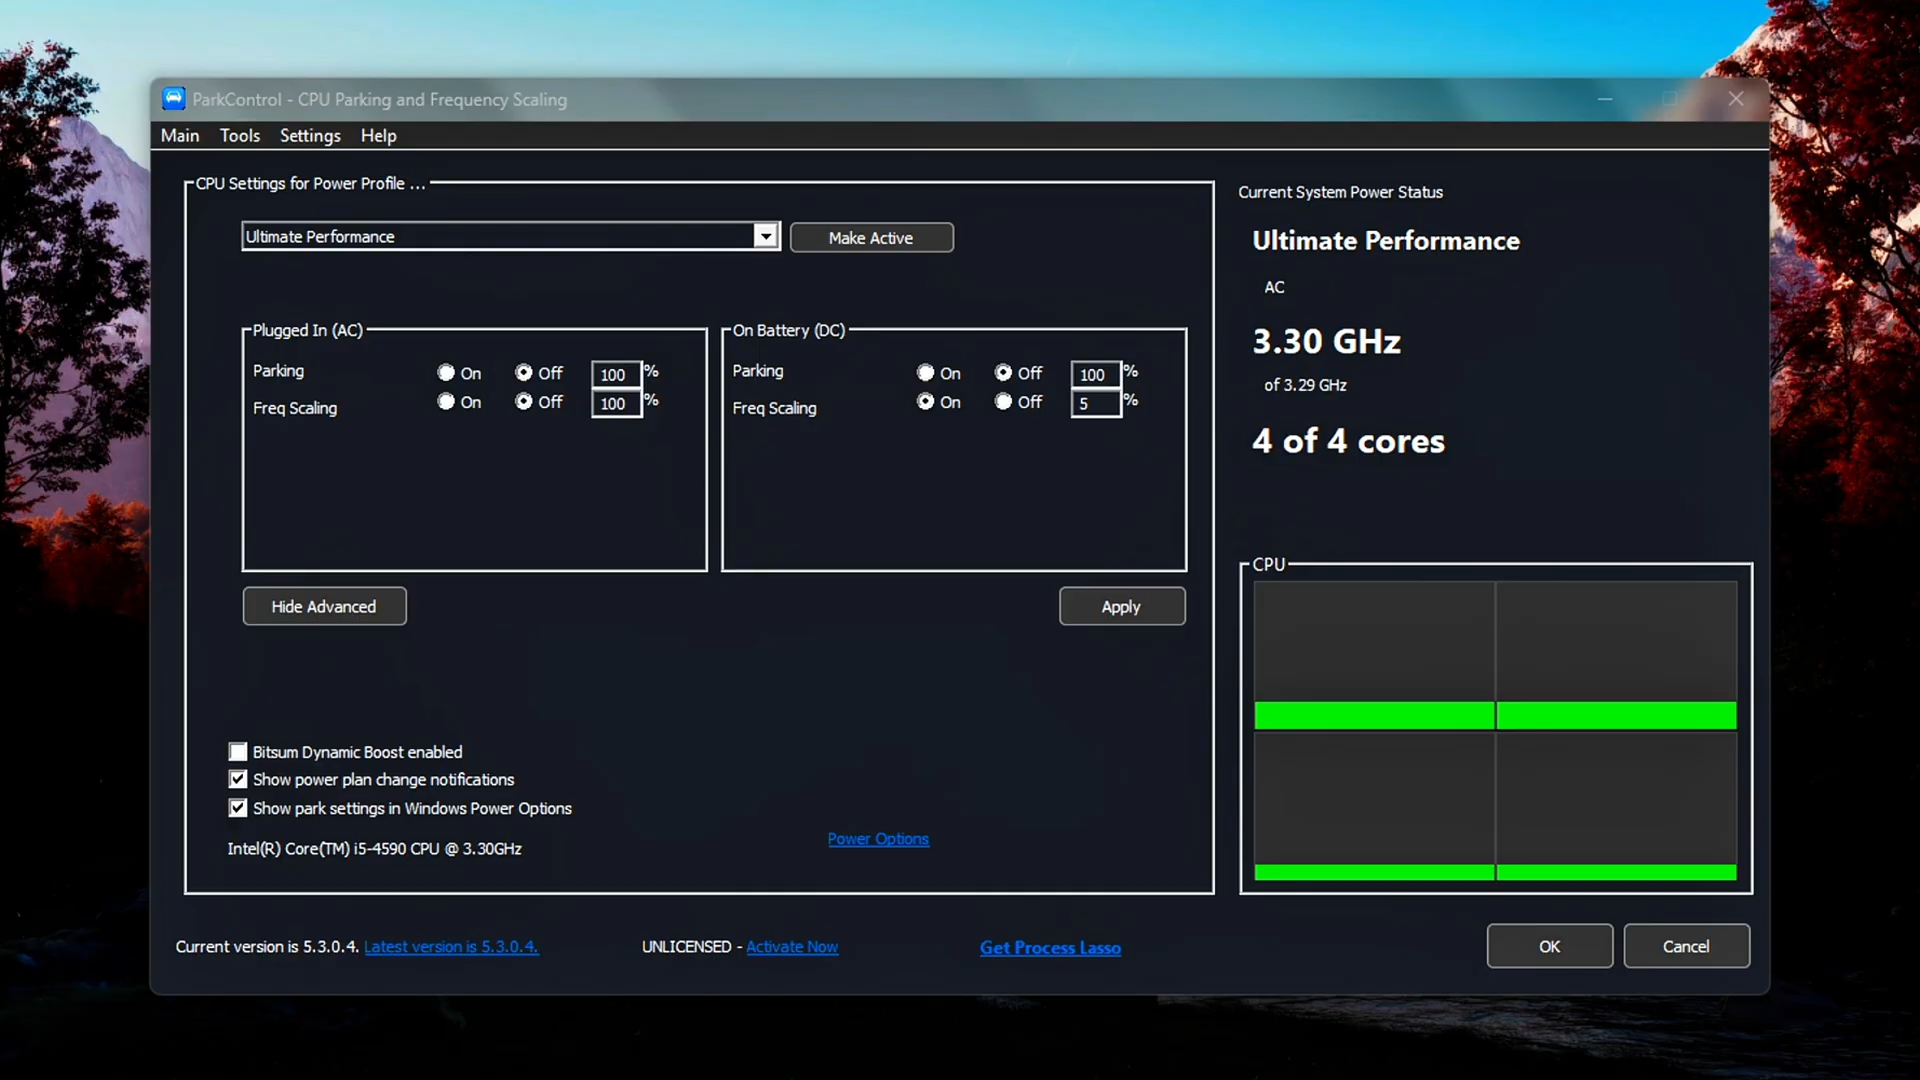 ParkControl - CPU Parking and Frequency Scaling
Main Tools Settings Help
CPU Settings for Power Profile ...
Ultimate Performance
Make Active
Plugged In (AC)
Parking On Off 100 %
Freq Scaling On Off 100 %
On Battery (DC)
Parking On Off 100 %
Freq Scaling On Off 5 %
Hide Advanced
Apply
Bitsum Dynamic Boost enabled
Show power plan change notifications
Show park settings in Windows Power Options
Intel(R) Core(TM) i5-4590 CPU @ 3.30GHz
Power Options
Current System Power Status
Ultimate Performance
AC
3.30 GHz
of 3.29 GHz
4 of 4 cores
CPU
Current version is 5.3.0.4. Latest version is 5.3.0.4.
UNLICENSED - Activate Now
Get Process Lasso
OK
Cancel